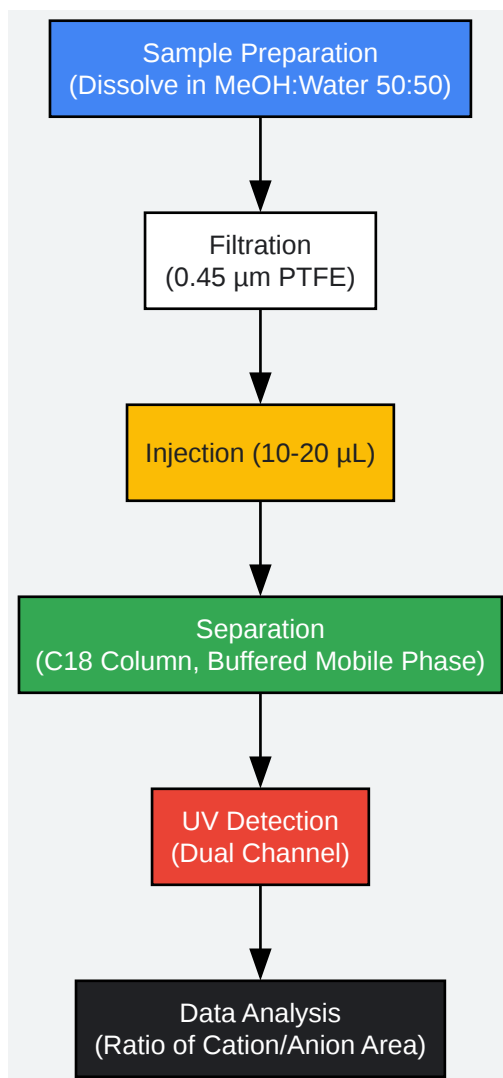 Sample Preparation
(Dissolve in MeOH:Water 50:50)
Filtration
(0.45 µm PTFE)
Injection (10-20 µL)
Separation
(C18 Column, Buffered Mobile Phase)
UV Detection
(Dual Channel)
Data Analysis
(Ratio of Cation/Anion Area)